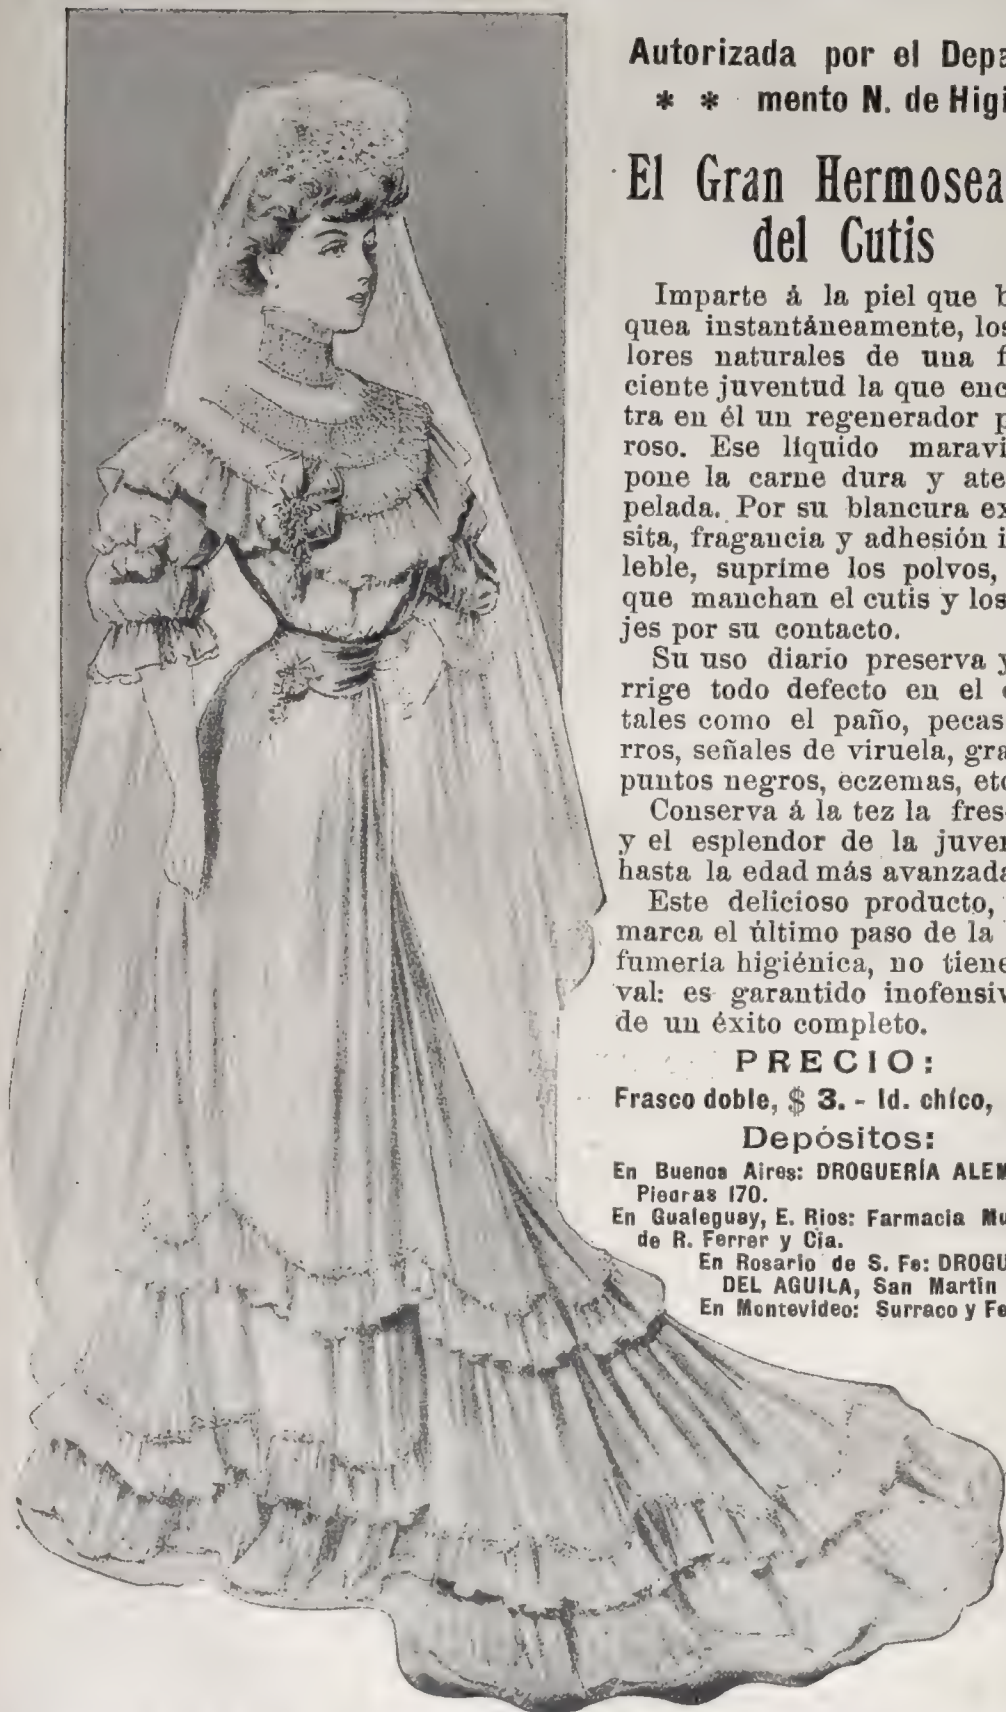 Autorizada por el Depa
* * mento N. de Higi
El Gran Hermosea
del Cutis
Imparte á la piel que b
quea instantáneamente, los
lores naturales de una f
ciente juventud la que enc
tra en él un regenerador p
roso. Ese líquido maravi
pone la carne dura y ate
pelada. Por su blancura ex
sita, fragancia y adhesión i
leble, suprime los polvos,
que manchan el cutis y los
jes por su contacto.
Su uso diario preserva y
rrige todo defecto en el c
tales como el paño, pecas
rros, señales de viruela, gra
puntos negros, eczemas, etc
Conserva á la tez la fres
y el esplendor de la juven
hasta la edad más avanzada
Este delicioso producto,
marca el último paso de la
fumería higiénica, no tiene
val: es garantido inofensiv
de un éxito completo.
PRECIO:
Frasco doble, $ 3. - Id. chico,
Depósitos:
En Buenos Aires: DROGUERÍA ALEM
Piedras 170.
En Gualeguay, E. Rios: Farmacia Mu
de R. Ferrer y Cia.
En Rosario de S. Fe: DROGU
DEL AGUILA, San Martin
En Montevideo: Surraco y Fe